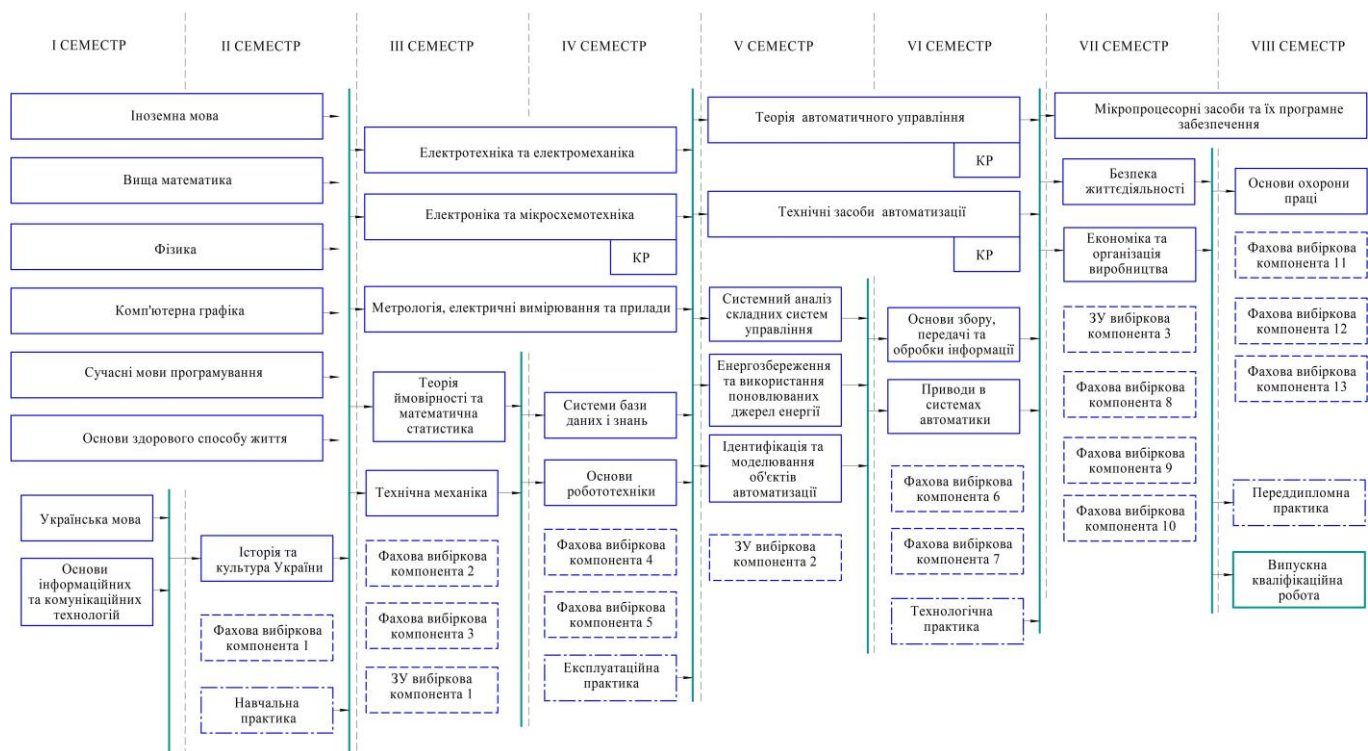 I СЕМЕСТР
II СЕМЕСТР
III СЕМЕСТР
IV СЕМЕСТР
V СЕМЕСТР
VI СЕМЕСТР
VII СЕМЕСТР
VIII СЕМЕСТР
Іноземна мова
Вища математика
Фізика
Комп'ютерна графіка
Сучасні мови програмування
Основи здорового способу життя
Українська мова
Основи
інформаційних
та комунікаційних
технологій
Історія та
культура України
Фахова вибіркова
компонента 1
Навчальна
практика
Електротехніка та електромеханіка
Електроніка та мікросхемотехніка
КР
Метрологія, електричні вимірювання та прилади
Теорія
ймовірності та
математична
статистика
Технічна механіка
Фахова вибіркова
компонента 2
Фахова вибіркова
компонента 3
ЗУ вибіркова
компонента 1
Системи бази
даних і знань
Основи
робототехніки
Фахова вибіркова
компонента 4
Фахова вибіркова
компонента 5
Експлуатаційна
практика
Теорія автоматичного управління
КР
Технічні засоби автоматизації
КР
Системний аналіз
складних систем
управління
Енергозбереження
та використання
поновлюваних
джерел енергії
Ідентифікація та
моделювання
об'єктів
автоматизації
ЗУ вибіркова
компонента 2
Основи збору,
передачі та
обробки інформації
Приводи в
системах
автоматики
Фахова вибіркова
компонента 6
Фахова вибіркова
компонента 7
Технологічна
практика
Мікропроцесорні засоби та їх програмне
забезпечення
Безпека
життєдіяльності
Економіка та
організація
виробництва
ЗУ вибіркова
компонента 3
Фахова вибіркова
компонента 8
Фахова вибіркова
компонента 9
Фахова вибіркова
компонента 10
Основи охорони
праці
Фахова вибіркова
компонента 11
Фахова вибіркова
компонента 12
Фахова вибіркова
компонента 13
Переддипломна
практика
Випускна
кваліфікаційна
робота